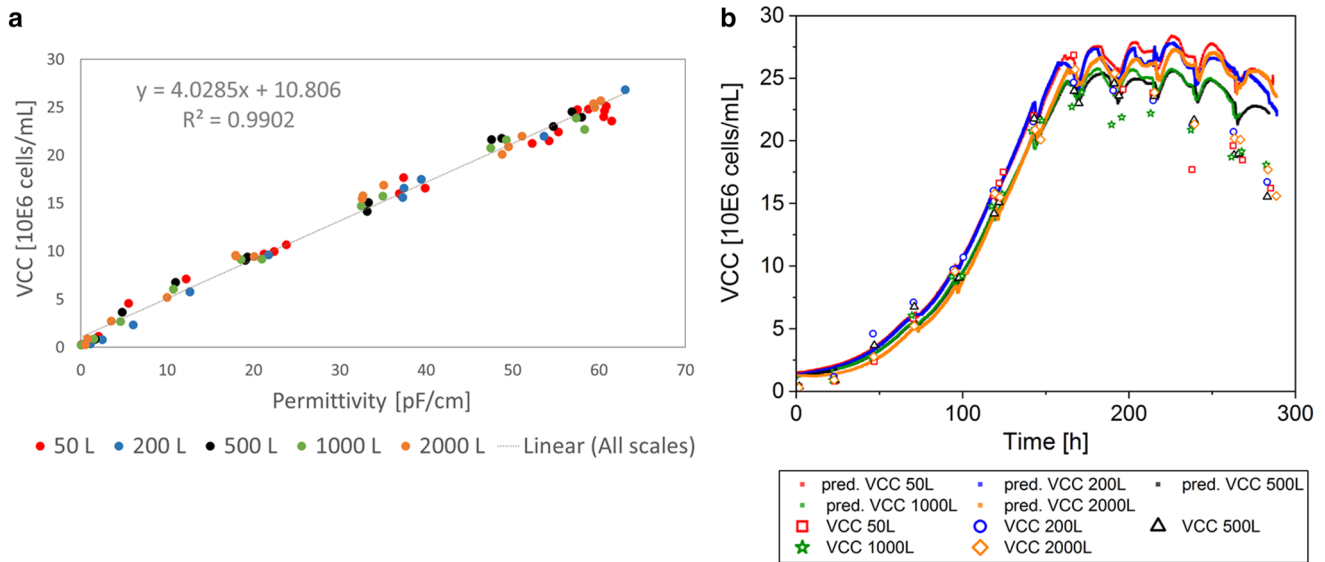 a
y = 4.0285x + 10.806
R² = 0.9902
VCC [10E6 cells/mL]
30
25
20
15
10
5
0
0 10 20 30 40 50 60 70
Permittivity [pF/cm]
50 L 200 L 500 L 1000 L 2000 L Linear (All scales)
b
VCC [10E6 cells/mL]
30
25
20
15
10
5
0
0 100 200 300
Time [h]
pred. VCC 50L pred. VCC 200L pred. VCC 500L
pred. VCC 1000L pred. VCC 2000L
VCC 50L VCC 200L VCC 500L
VCC 1000L VCC 2000L